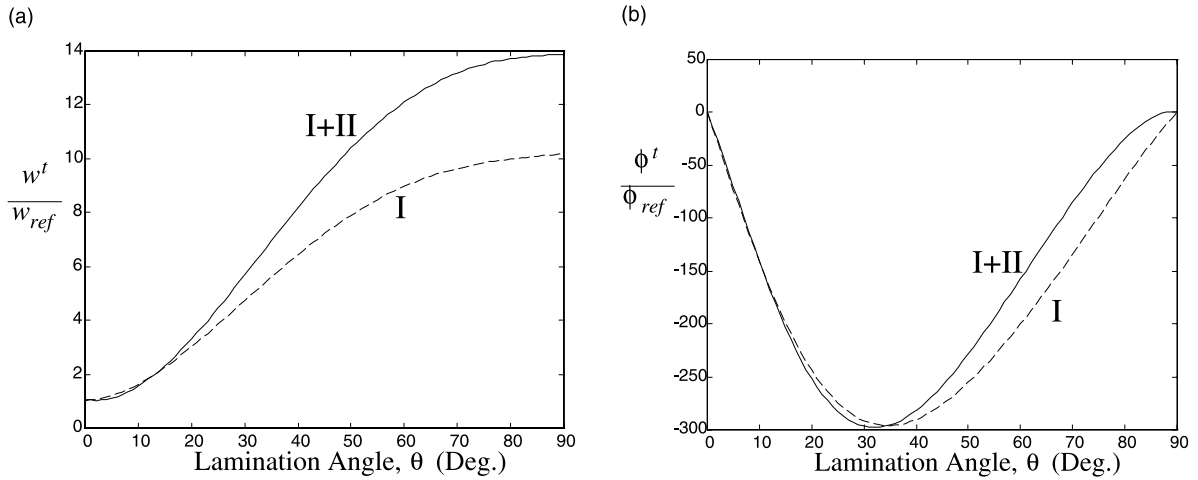 (a)
14
12
10
8
6
4
2
0
w^t
w_ref
I+II
I
0 10 20 30 40 50 60 70 80 90
Lamination Angle, θ (Deg.)
(b)
50
0
-50
-100
-150
-200
-250
-300
ϕ^t
ϕ_ref
I+II
I
0 10 20 30 40 50 60 70 80 90
Lamination Angle, θ (Deg.)